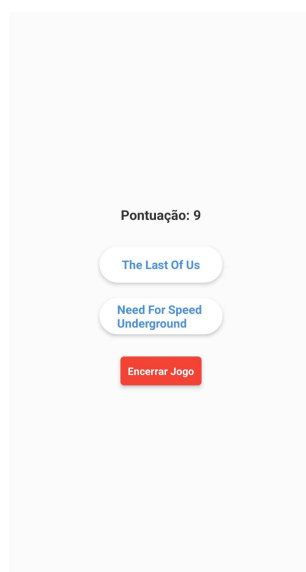 Pontuação: 9
The Last Of Us
Need For Speed
Underground
Encerrar Jogo